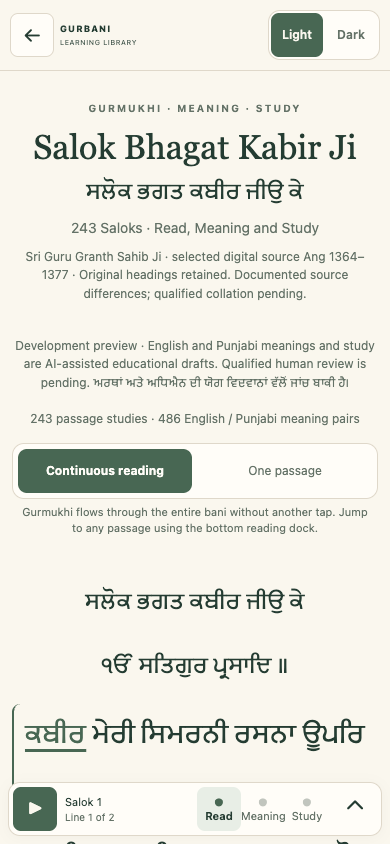 GURBANI
LEARNING LIBRARY
Light
Dark
GURMUKHI · MEANING · STUDY
Salok Bhagat Kabir Ji
ਸਲੋਕ ਭਗਤ ਕਬੀਰ ਜੀਉ ਕੇ
243 Saloks · Read, Meaning and Study
Sri Guru Granth Sahib Ji · selected digital source Ang 1364–
1377 · Original headings retained. Documented source
differences; qualified collation pending.
Development preview · English and Punjabi meanings and study
are AI-assisted educational drafts. Qualified human review is
pending. ਅਰਥਾਂ ਅਤੇ ਅਧਿਐਨ ਦੀ ਯੋਗ ਵਿਦਵਾਨਾਂ ਵੱਲੋਂ ਜਾਂਚ ਬਾਕੀ ਹੈ।
243 passage studies · 486 English / Punjabi meaning pairs
Continuous reading
One passage
Gurmukhi flows through the entire bani without another tap. Jump
to any passage using the bottom reading dock.
ਸਲੋਕ ਭਗਤ ਕਬੀਰ ਜੀਉ ਕੇ
ੴ ਸਤਿਗੁਰ ਪ੍ਰਸਾਦਿ ॥
ਕਬੀਰ ਮੇਰੀ ਸਿਮਰਨੀ ਰਸਨਾ ਊਪਰਿ
Salok 1
Line 1 of 2
Read
Meaning
Study